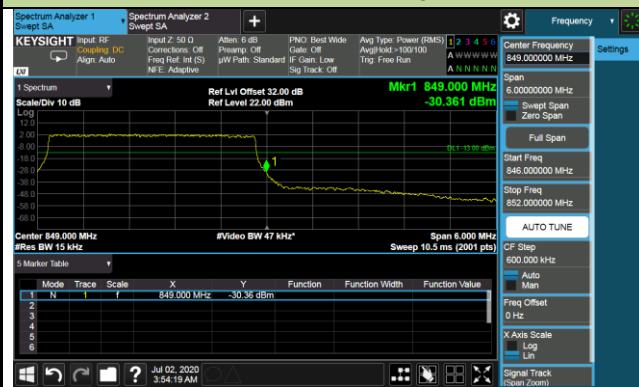 Spectrum Analyzer 1
Swept SA
Spectrum Analyzer 2
Swept SA
+
Frequency
KEYSIGHT
Input: RF
Coupling: DC
Align: Auto
Input Z: 50 Ω
Corrections: Off
Freq Ref: Int (S)
NFE: Adaptive
Atten: 6 dB
Preamp: Off
µW Path: Standard
PNO: Best Wide
Gate: Off
IF Gain: Low
Sig Track: Off
Avg Type: Power (RMS)
Avg|Hold:>100/100
Trig: Free Run
1 2 3 4 5 6
A W W W W W
A N N N N N
LXI
1 Spectrum
Scale/Div 10 dB
Log
Ref Lvl Offset 32.00 dB
Ref Level 22.00 dBm
Mkr1 849.000 MHz
-30.361 dBm
12.0
2.00
-8.00
-18.0
-28.0
-38.0
-48.0
-58.0
-68.0
DL1 -13.00 dBm
1
Center 849.000 MHz
#Res BW 15 kHz
#Video BW 47 kHz*
Span 6.000 MHz
Sweep 10.5 ms (2001 pts)
5 Marker Table
Mode Trace Scale X Y Function Function Width Function Value
1 N 1 f 849.000 MHz -30.36 dBm
2
3
4
5
6
Jul 02, 2020
3:54:19 AM
?
Center Frequency
849.000000 MHz
Settings
Span
6.00000000 MHz
Swept Span
Zero Span
Full Span
Start Freq
846.000000 MHz
Stop Freq
852.000000 MHz
AUTO TUNE
CF Step
600.000 kHz
Auto
Man
Freq Offset
0 Hz
X Axis Scale
Log
Lin
Signal Track
(Span Zoom)